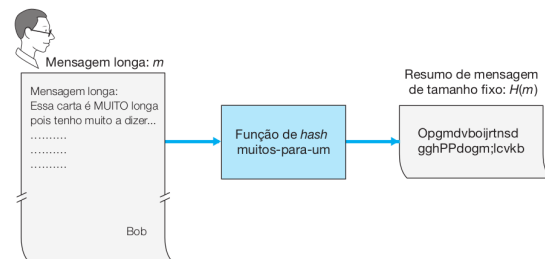 Mensagem longa: m
Mensagem longa:
Essa carta é MUITO longa
pois tenho muito a dizer...
..........
..........
..........
Bob
Função de hash
muitos-para-um
Resumo de mensagem
de tamanho fixo: H(m)
Opgmdvboijrtnsd
gghPPdogm;lcvkb